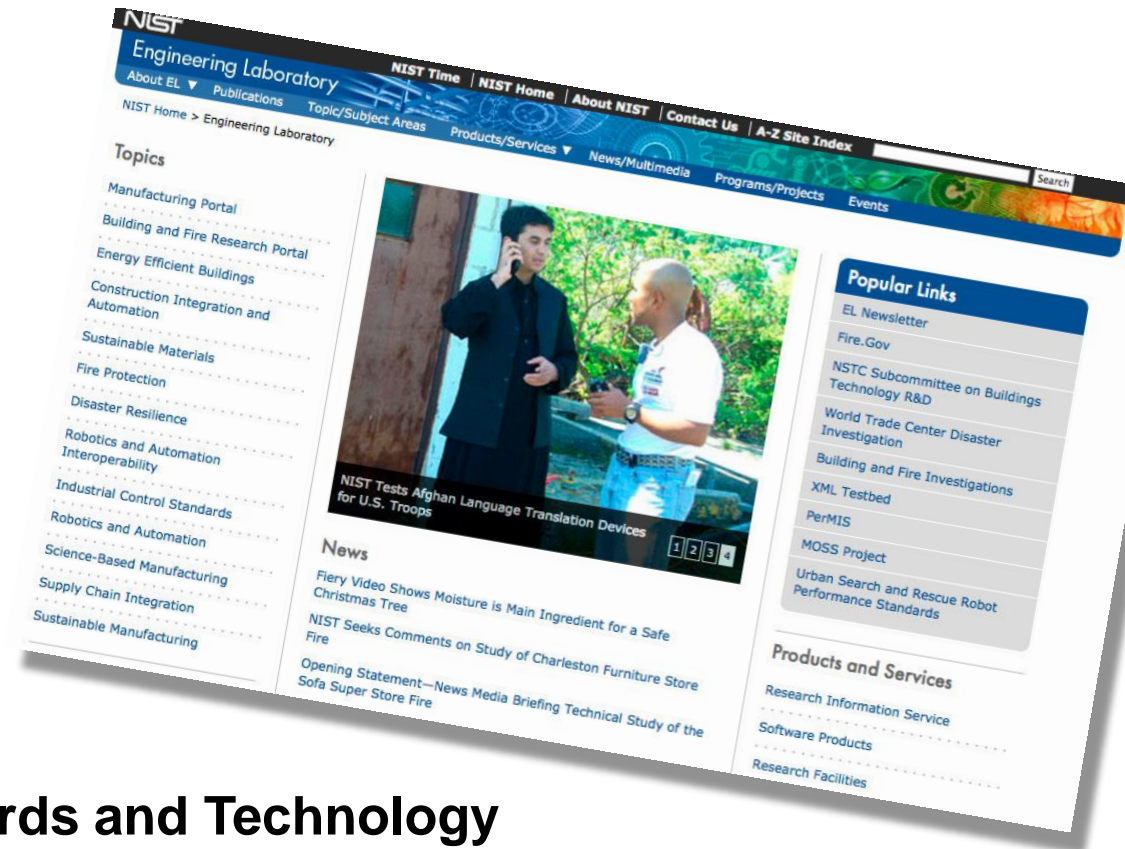 NIST
Engineering Laboratory
NIST Time | NIST Home | About NIST | Contact Us | A-Z Site Index
Search
About EL ▼ Publications Topic/Subject Areas Products/Services ▼ News/Multimedia Programs/Projects Events
NIST Home > Engineering Laboratory
Topics
Manufacturing Portal
Building and Fire Research Portal
Energy Efficient Buildings
Construction Integration and
Automation
Sustainable Materials
Fire Protection
Disaster Resilience
Robotics and Automation
Interoperability
Industrial Control Standards
Robotics and Automation
Science-Based Manufacturing
Supply Chain Integration
Sustainable Manufacturing
NIST Tests Afghan Language Translation Devices
for U.S. Troops
1 2 3 4
News
Fiery Video Shows Moisture is Main Ingredient for a Safe
Christmas Tree
NIST Seeks Comments on Study of Charleston Furniture Store
Fire
Opening Statement—News Media Briefing Technical Study of the
Sofa Super Store Fire
Popular Links
EL Newsletter
Fire.Gov
NSTC Subcommittee on Buildings
Technology R&D
World Trade Center Disaster
Investigation
Building and Fire Investigations
XML Testbed
PerMIS
MOSS Project
Urban Search and Rescue Robot
Performance Standards
Products and Services
Research Information Service
Software Products
Research Facilities
rds and Technology